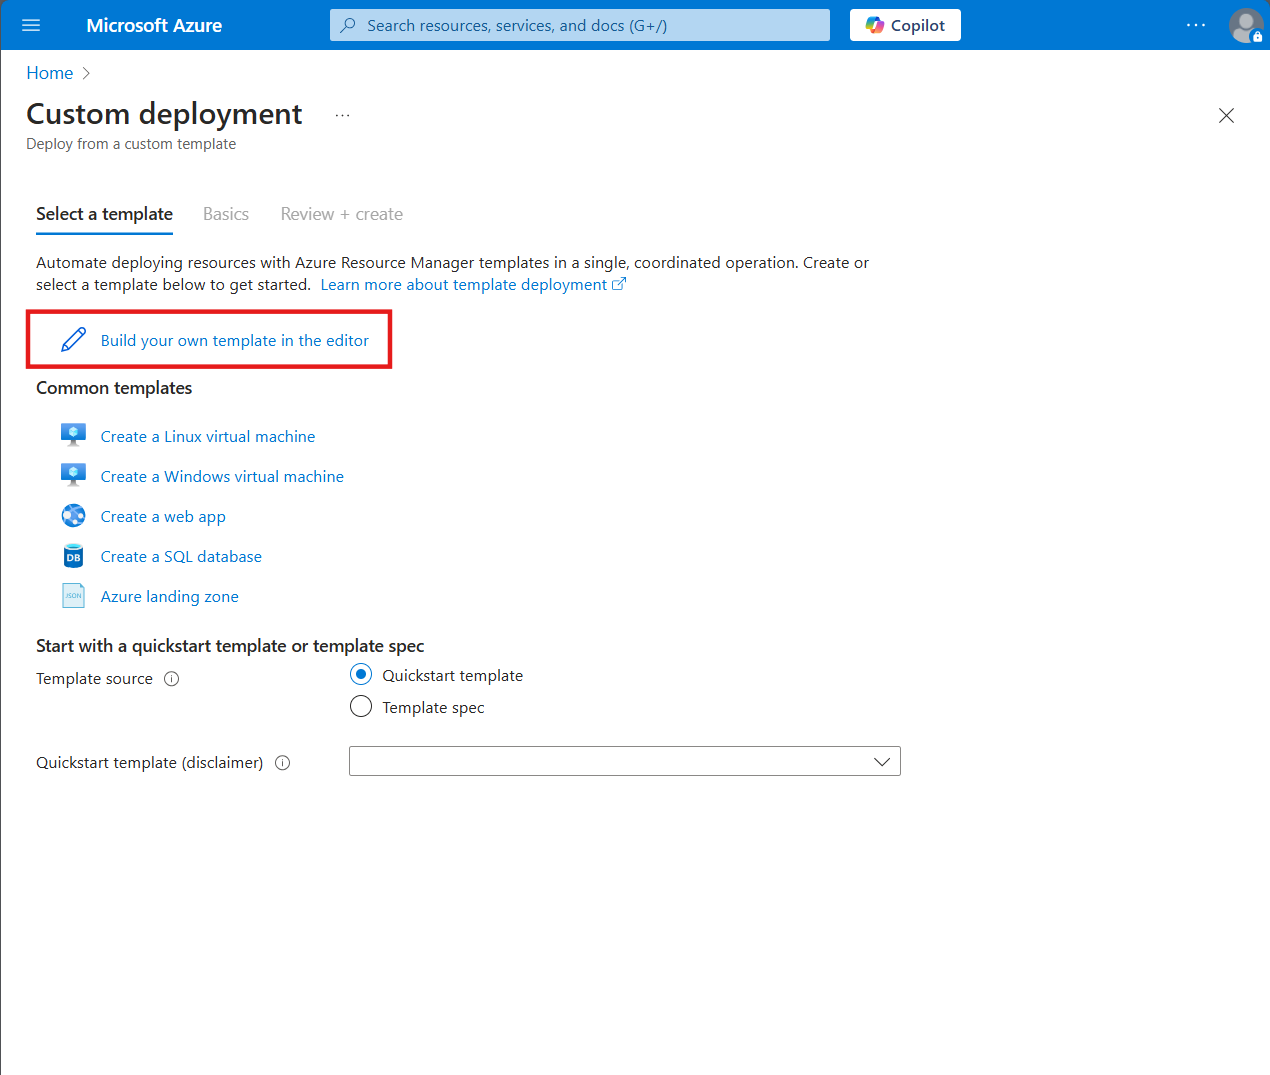 Microsoft Azure
Search resources, services, and docs (G+/)
Copilot
Home
Custom deployment
Deploy from a custom template
Select a template
Basics
Review + create
Automate deploying resources with Azure Resource Manager templates in a single, coordinated operation. Create or
select a template below to get started. Learn more about template deployment
Build your own template in the editor
Common templates
Create a Linux virtual machine
Create a Windows virtual machine
Create a web app
DB Create a SQL database
JSON Azure landing zone
Start with a quickstart template or template spec
Template source
Quickstart template
Template spec
Quickstart template (disclaimer)